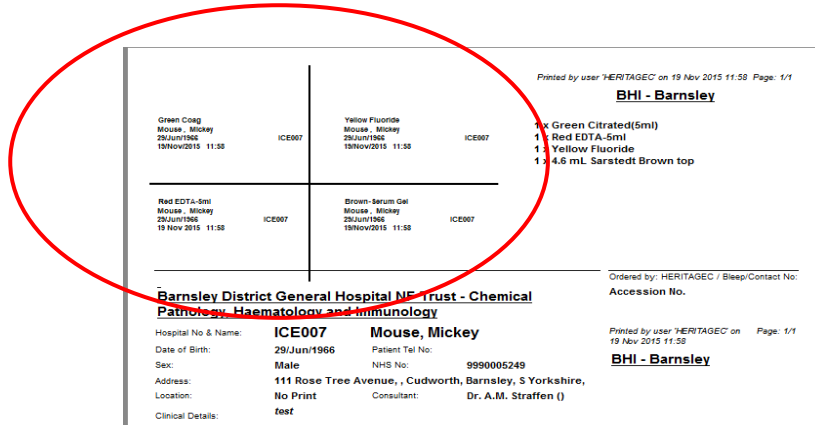 Printed by user 'HERITAGEC' on 19 Nov 2015 11:58 Page: 1/1
BHI - Barnsley
Green Coag
Mouse , Mickey
29/Jun/1966 ICE007
19/Nov/2015 11:58
Yellow Fluoride
Mouse , Mickey
29/Jun/1966 ICE007
19/Nov/2015 11:58
1 x Green Citrated(5ml)
1 x Red EDTA-5ml
1 x Yellow Fluoride
1 x 4.6 mL Sarstedt Brown top
Red EDTA-5ml
Mouse , Mickey
29/Jun/1966 ICE007
19 Nov 2015 11:58
Brown-Serum Gel
Mouse , Mickey
29/Jun/1966 ICE007
19/Nov/2015 11:58
Ordered by: HERITAGEC / Bleep/Contact No:
Accession No.
Barnsley District General Hospital NF Trust - Chemical
Pathology, Haematology and Immunology
Hospital No & Name: ICE007 Mouse, Mickey
Date of Birth: 29/Jun/1966 Patient Tel No:
Sex: Male NHS No: 9990005249
Address: 111 Rose Tree Avenue, , Cudworth, Barnsley, S Yorkshire,
Location: No Print Consultant: Dr. A.M. Straffen ()
Clinical Details: test
Printed by user 'HERITAGEC' on Page: 1/1
19 Nov 2015 11:58
BHI - Barnsley